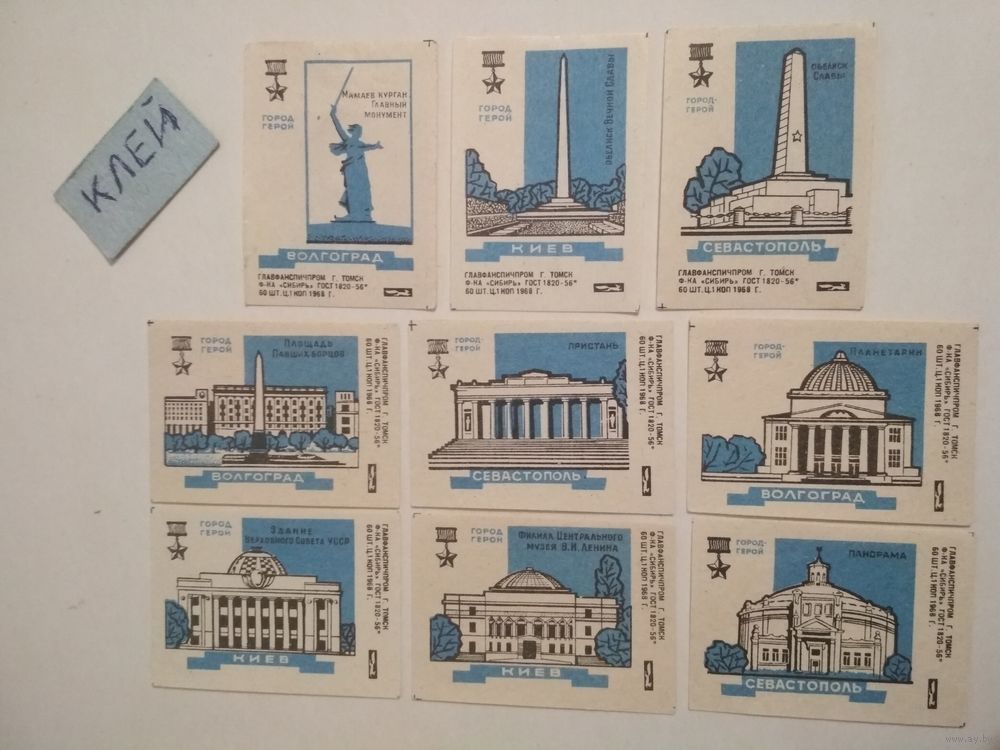 КЛЕЙ
ГОРОД
ГЕРОЙ
МАМАЕВ КУРГАН.
ГЛАВНЫЙ
МОНУМЕНТ
ВОЛГОГРАД
ГЛАВФАНСПИЧПРОМ Г. ТОМСК
Ф-КА «СИБИРЬ» ГОСТ 1820-56*
60 ШТ. Ц.1 КОП 1968 Г.
ГОРОД
ГЕРОЙ
ОБЕЛИСК ВЕЧНОЙ СЛАВЫ
КИЕВ
ГЛАВФАНСПИЧПРОМ Г. ТОМСК
Ф-КА «СИБИРЬ» ГОСТ 1820-56*
60 ШТ. Ц.1 КОП 1968 Г.
ГОРОД-
ГЕРОЙ
ОБЕЛИСК
СЛАВЫ
СЕВАСТОПОЛЬ
ГЛАВФАНСПИЧПРОМ Г. ТОМСК
Ф-КА «СИБИРЬ» ГОСТ 1820-56*
60 ШТ. Ц.1 КОП 1968 Г.
ГОРОД
ГЕРОЙ
ПЛОЩАДЬ
ПАВШИХ БОРЦОВ
ВОЛГОГРАД
ГЛАВФАНСПИЧПРОМ Г. ТОМСК
Ф-КА «СИБИРЬ» ГОСТ 1820-56*
60 ШТ. Ц.1 КОП 1968 Г.
ГОРОД-
ГЕРОЙ
ПРИСТАНЬ
СЕВАСТОПОЛЬ
ГЛАВФАНСПИЧПРОМ Г. ТОМСК
Ф-КА «СИБИРЬ» ГОСТ 1820-56*
60 ШТ. Ц.1 КОП 1968 Г.
ГОРОД-
ГЕРОЙ
ПЛАНЕТАРИЙ
ВОЛГОГРАД
ГЛАВФАНСПИЧПРОМ Г. ТОМСК
Ф-КА «СИБИРЬ» ГОСТ 1820-56*
60 ШТ. Ц.1 КОП 1968 Г.
ГОРОД
ГЕРОЙ
ЗДАНИЕ
ВЕРХОВНОГО СОВЕТА УССР
КИЕВ
ГЛАВФАНСПИЧПРОМ Г. ТОМСК
Ф-КА «СИБИРЬ» ГОСТ 1820-56*
60 ШТ. Ц.1 КОП 1968 Г.
ГОРОД
ГЕРОЙ
ФИЛИАЛ ЦЕНТРАЛЬНОГО
МУЗЕЯ В.И. ЛЕНИНА
КИЕВ
ГЛАВФАНСПИЧПРОМ Г. ТОМСК
Ф-КА «СИБИРЬ» ГОСТ 1820-56*
60 ШТ. Ц.1 КОП 1968 Г.
ГОРОД-
ГЕРОЙ
ПАНОРАМА
СЕВАСТОПОЛЬ
ГЛАВФАНСПИЧПРОМ Г. ТОМСК
Ф-КА «СИБИРЬ» ГОСТ 1820-56*
60 ШТ. Ц.1 КОП 1968 Г.
www.ay.by